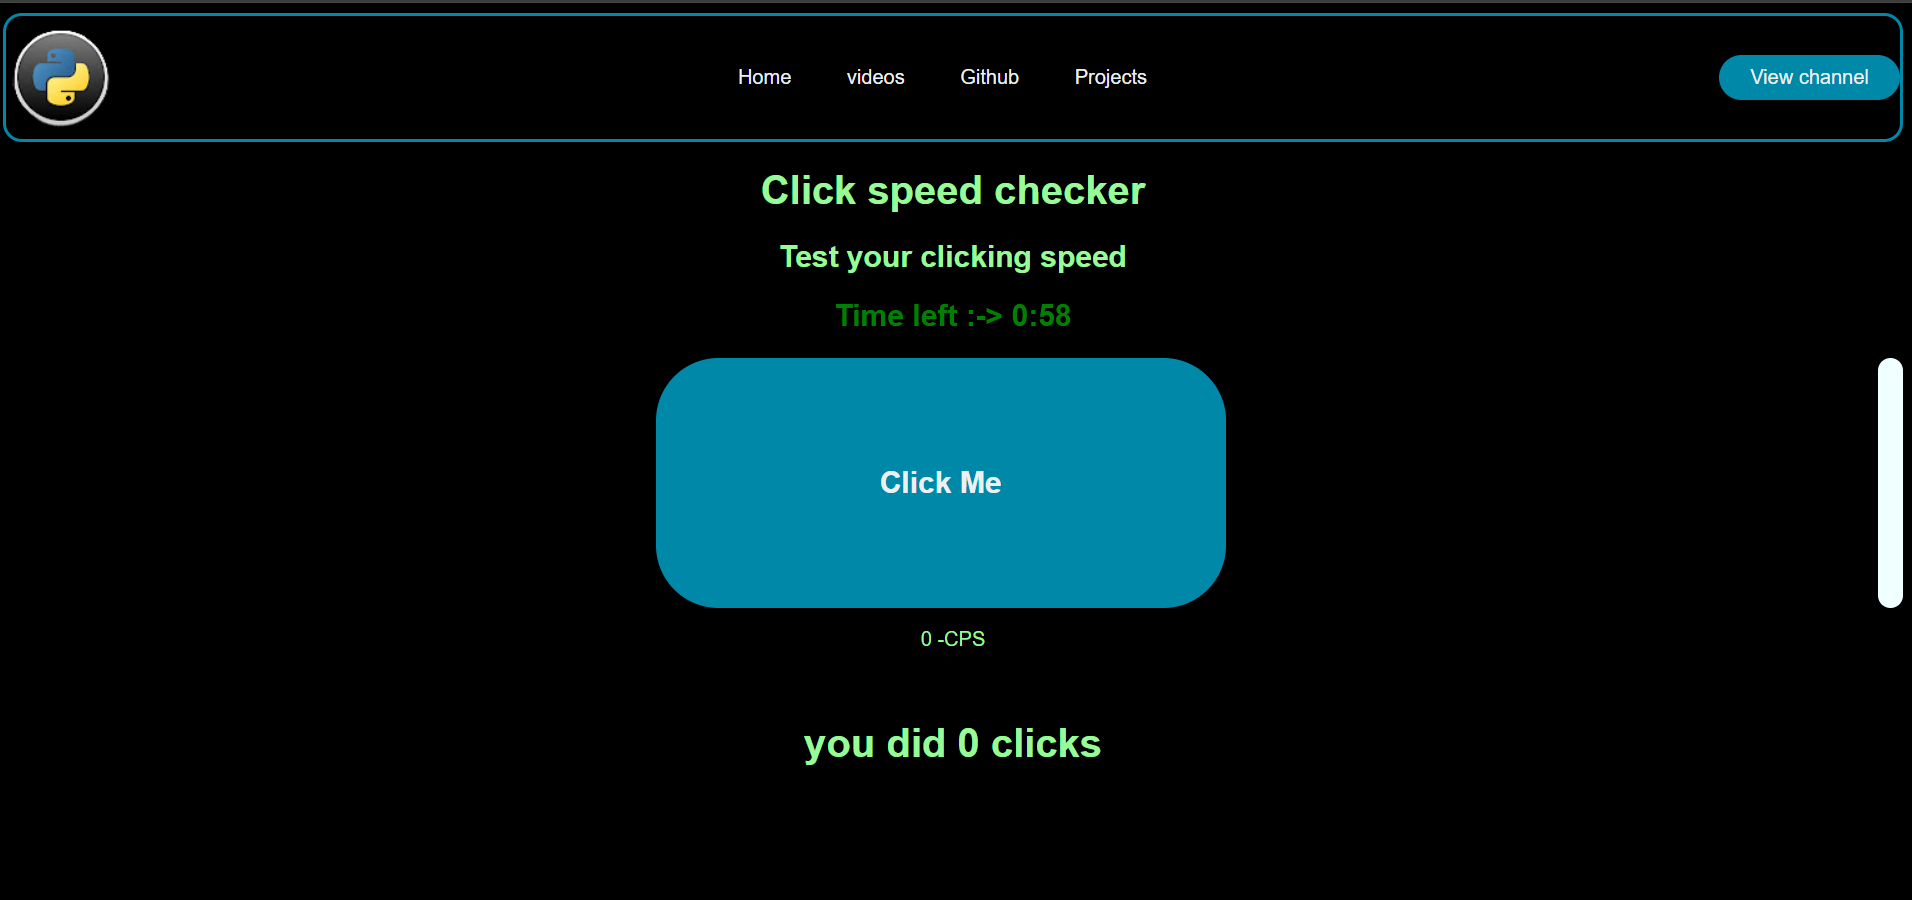 Home videos Github Projects View channel
Click speed checker
Test your clicking speed
Time left :-> 0:58
Click Me
0 -CPS
you did 0 clicks